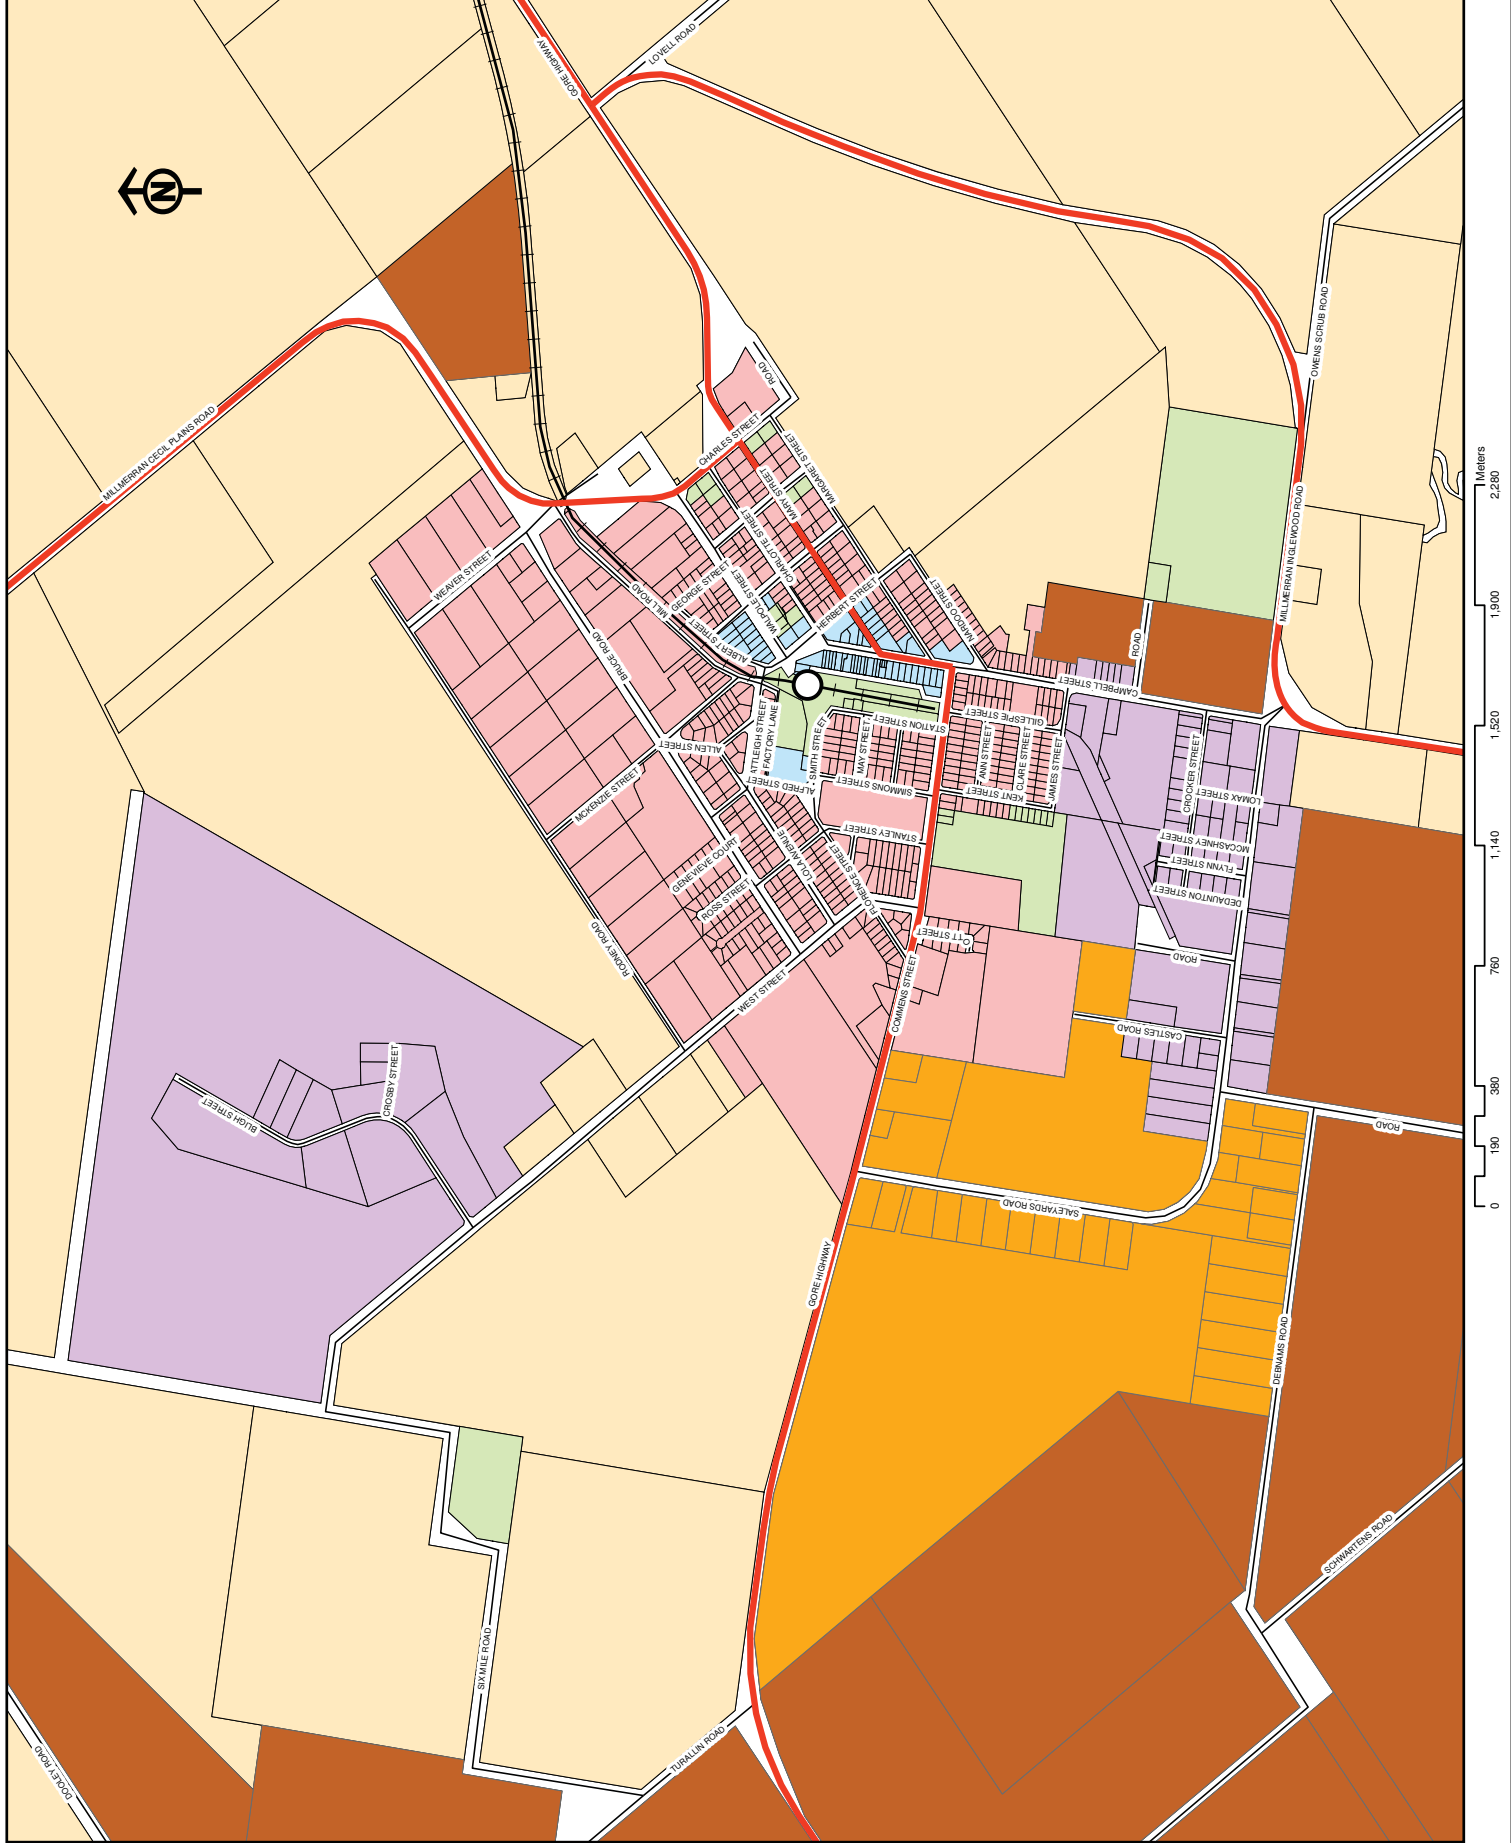 GORE HIGHWAY
LOVELL ROAD
N
MILLMERRAN CECIL PLAINS ROAD
OWENS SCRUB ROAD
ROAD
CHARLES STREET
MARGARET STREET
MARY STREET
CHARLOTTE STREET
WEAVER STREET
MILL ROAD
GEORGE STREET
WALPOLE STREET
HERBERT STREET
NARDOO STREET
MILLMERRAN INGLEWOOD ROAD
ALBERT STREET
BRUCE ROAD
ROAD
CAMPBELL STREET
GILLESPIE STREET
STATION STREET
ALLEN STREET
FACTORY LANE
SMITH STREET
MAY STREET
ANN STREET
CLARE STREET
JAMES STREET
CROCKER STREET
MCKENZIE STREET
ALFRED STREET
SIMMONS STREET
KENT STREET
LOMAX STREET
STANLEY STREET
MCCASHNEY STREET
FLYNN STREET
DEDAUNTON STREET
GENEVIEVE COURT
LOLA AVENUE
FLORENCE STREET
ROSS STREET
OTT STREET
RODNEY ROAD
WEST STREET
COMMENS STREET
ROAD
CASTLES ROAD
CROSBY STREET
BLIGH STREET
ROAD
SALEYARDS ROAD
GORE HIGHWAY
DEBNAMS ROAD
SCHWARTENS ROAD
SIX MILE ROAD
TURALLIN ROAD
DOOLEY ROAD
0 190 380 760 1,140 1,520 1,900 2,280
Meters